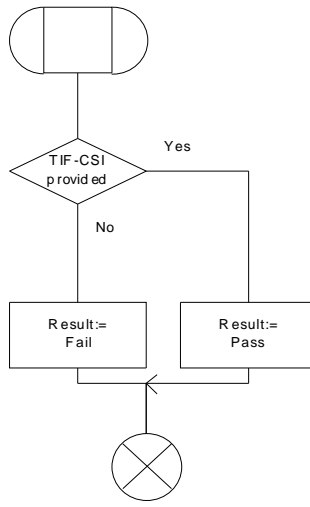 TIF-CSI
provided
Yes
No
Result:=
Fail
Result:=
Pass